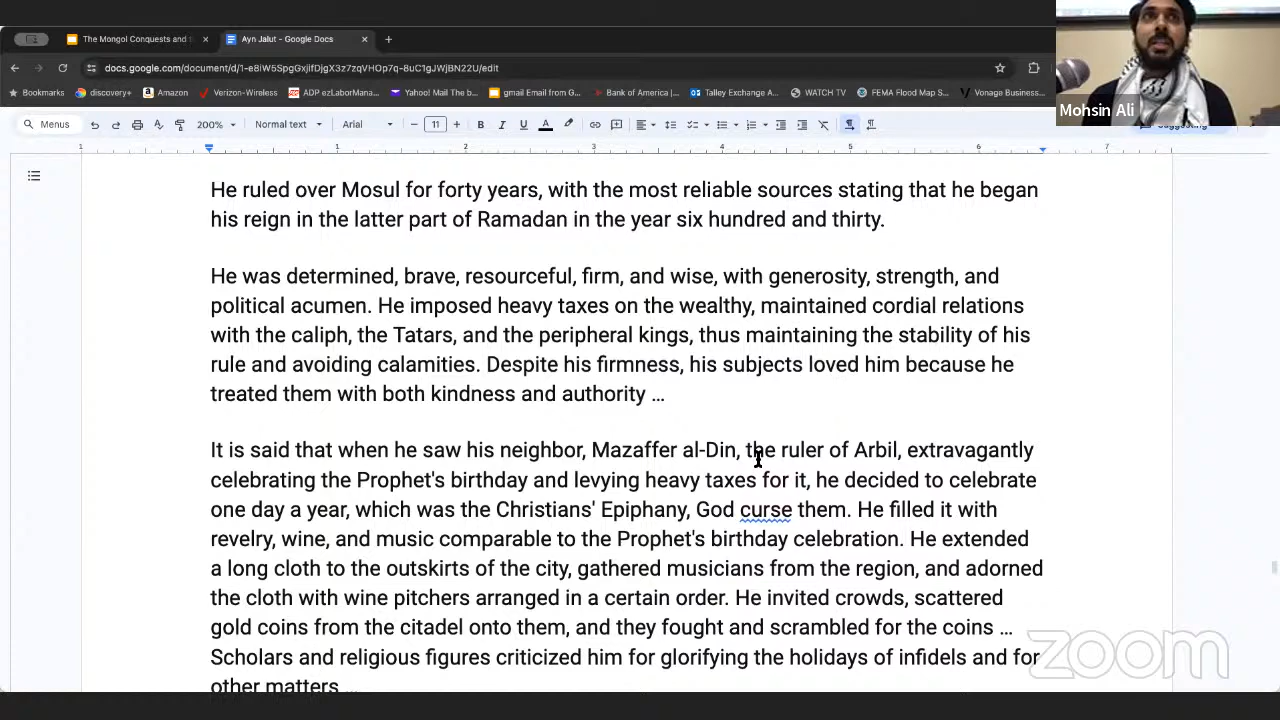 The Mongol Conquests and
Ayn Jalut - Google Docs
docs.google.com/document/d/1-e8IW5SpgGxjifDjgX3z7zqVHOp7q-8uC1gJWjBN22U/edit
Bookmarks discovery+ Amazon Verizon-Wireless ADP ezLaborMana... Yahoo! Mail The b... gmail Email from G... Bank of America |... Talley Exchange A... WATCH TV FEMA Flood Map S... Vonage Business...
Mohsin Ali
Menus 200% Normal text Arial 11
1 1 2 3 4 5 6 7
He ruled over Mosul for forty years, with the most reliable sources stating that he began
his reign in the latter part of Ramadan in the year six hundred and thirty.
He was determined, brave, resourceful, firm, and wise, with generosity, strength, and
political acumen. He imposed heavy taxes on the wealthy, maintained cordial relations
with the caliph, the Tatars, and the peripheral kings, thus maintaining the stability of his
rule and avoiding calamities. Despite his firmness, his subjects loved him because he
treated them with both kindness and authority ...
It is said that when he saw his neighbor, Mazaffer al-Din, the ruler of Arbil, extravagantly
celebrating the Prophet's birthday and levying heavy taxes for it, he decided to celebrate
one day a year, which was the Christians' Epiphany, God curse them. He filled it with
revelry, wine, and music comparable to the Prophet's birthday celebration. He extended
a long cloth to the outskirts of the city, gathered musicians from the region, and adorned
the cloth with wine pitchers arranged in a certain order. He invited crowds, scattered
gold coins from the citadel onto them, and they fought and scrambled for the coins ...
Scholars and religious figures criticized him for glorifying the holidays of infidels and for
other matters ...
zoom